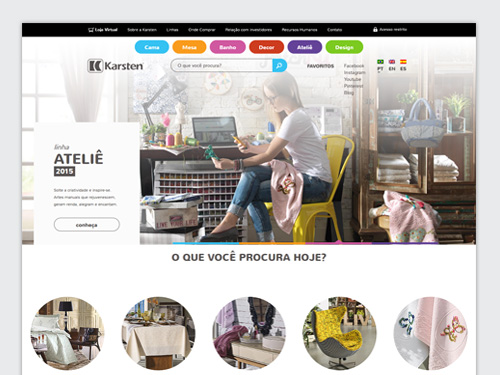 Loja Virtual Sobre a Karsten Linhas Onde Comprar Relação com investidores Recursos Humanos Contato Acesso restrito
Cama Mesa Banho Decor Ateliê Design
Karsten
O que você procura?
FAVORITOS
Facebook
Instagram
Youtube
Pinterest
Blog
PT EN ES
linha
ATELIÊ
2015
Solte a criatividade e inspire-se.
Artes manuais que rejuvenescem,
geram renda, alegram e encantam.
conheça
O QUE VOCÊ PROCURA HOJE?